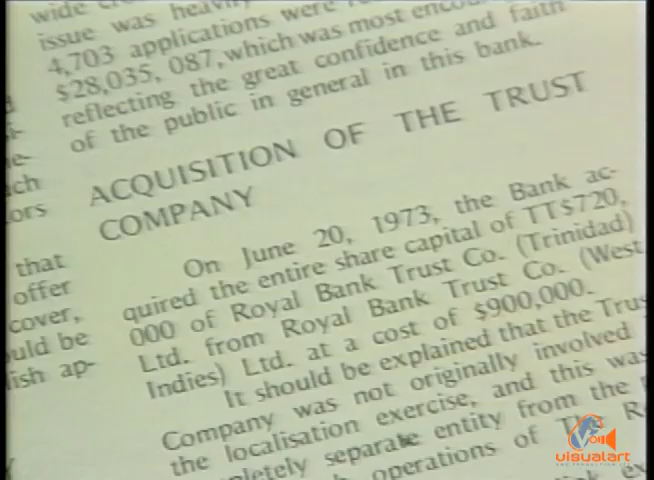 issue was
4,703 applications were
$28,035, 087, which was most
reflecting the great confidence and faith
of the public in general in this bank.
ACQUISITION OF THE TRUST
COMPANY
On June 20, 1973, the Bank ac-
quired the entire share capital of TT$720,
000 of Royal Bank Trust Co. (Trinidad)
Ltd. from Royal Bank Trust Co. (West
Indies) Ltd. at a cost of $900,000.
It should be explained that the
Company was not originally involved
the localisation exercise, and this was
separate entity from the
operations of
that
offer
cover,
be
ap-
visualart